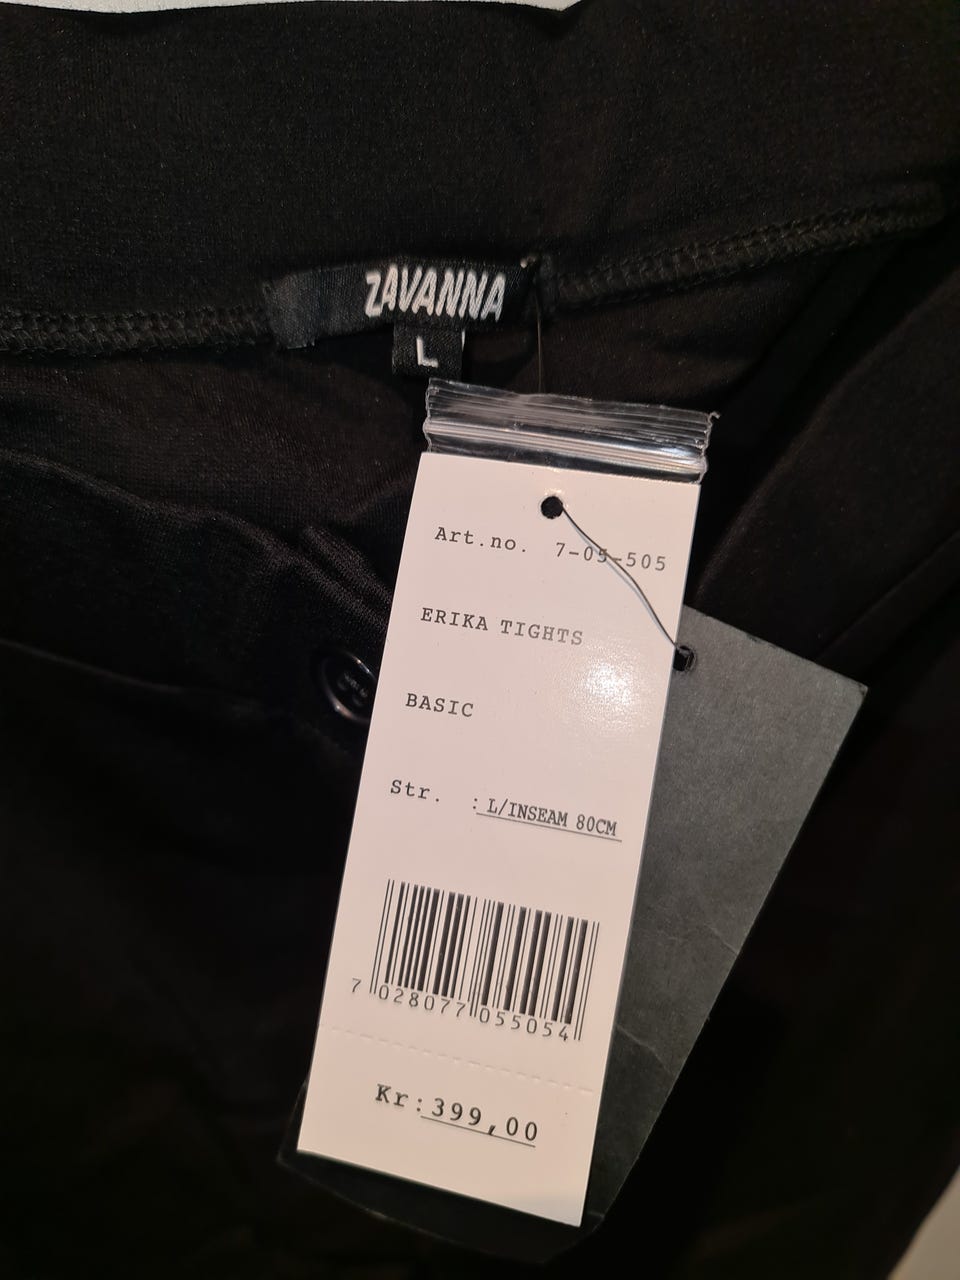 ZAVANNA
L
Art.no. 7-05-505
ERIKA TIGHTS
BASIC
Str. : L/INSEAM 80CM
7 028077 055054
Kr: 399,00